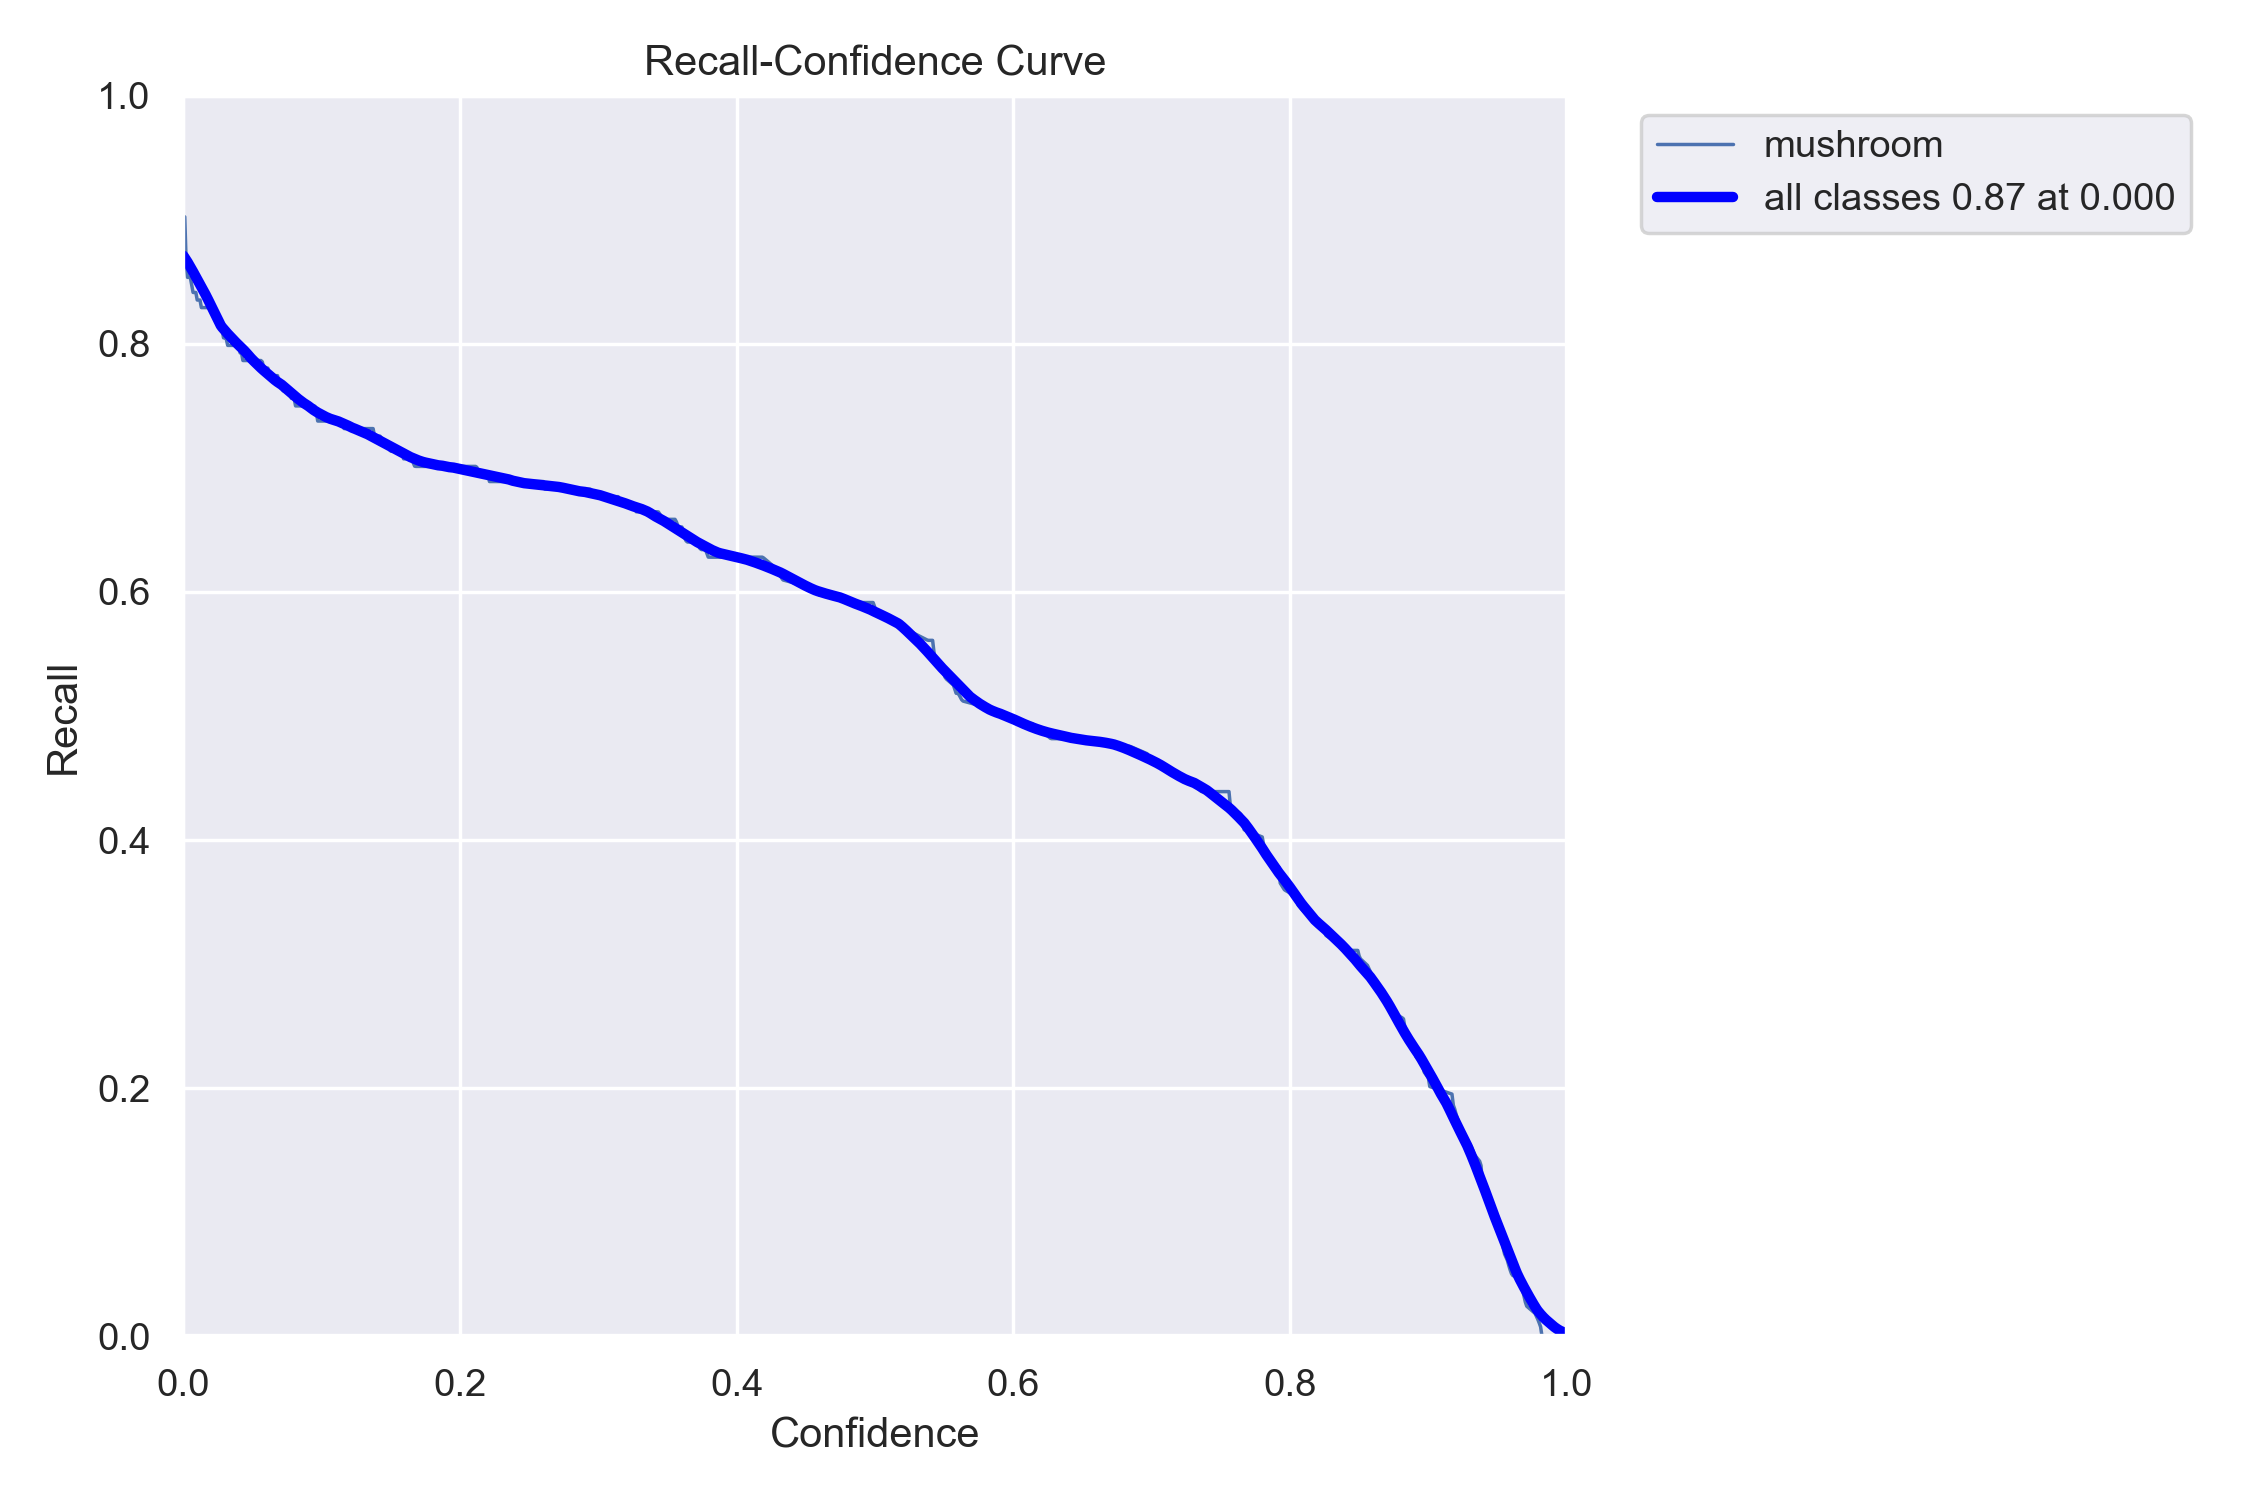 Recall-Confidence Curve
1.0
0.8
0.6
0.4
0.2
0.0
Recall
0.0 0.2 0.4 0.6 0.8 1.0
Confidence
mushroom
all classes 0.87 at 0.000